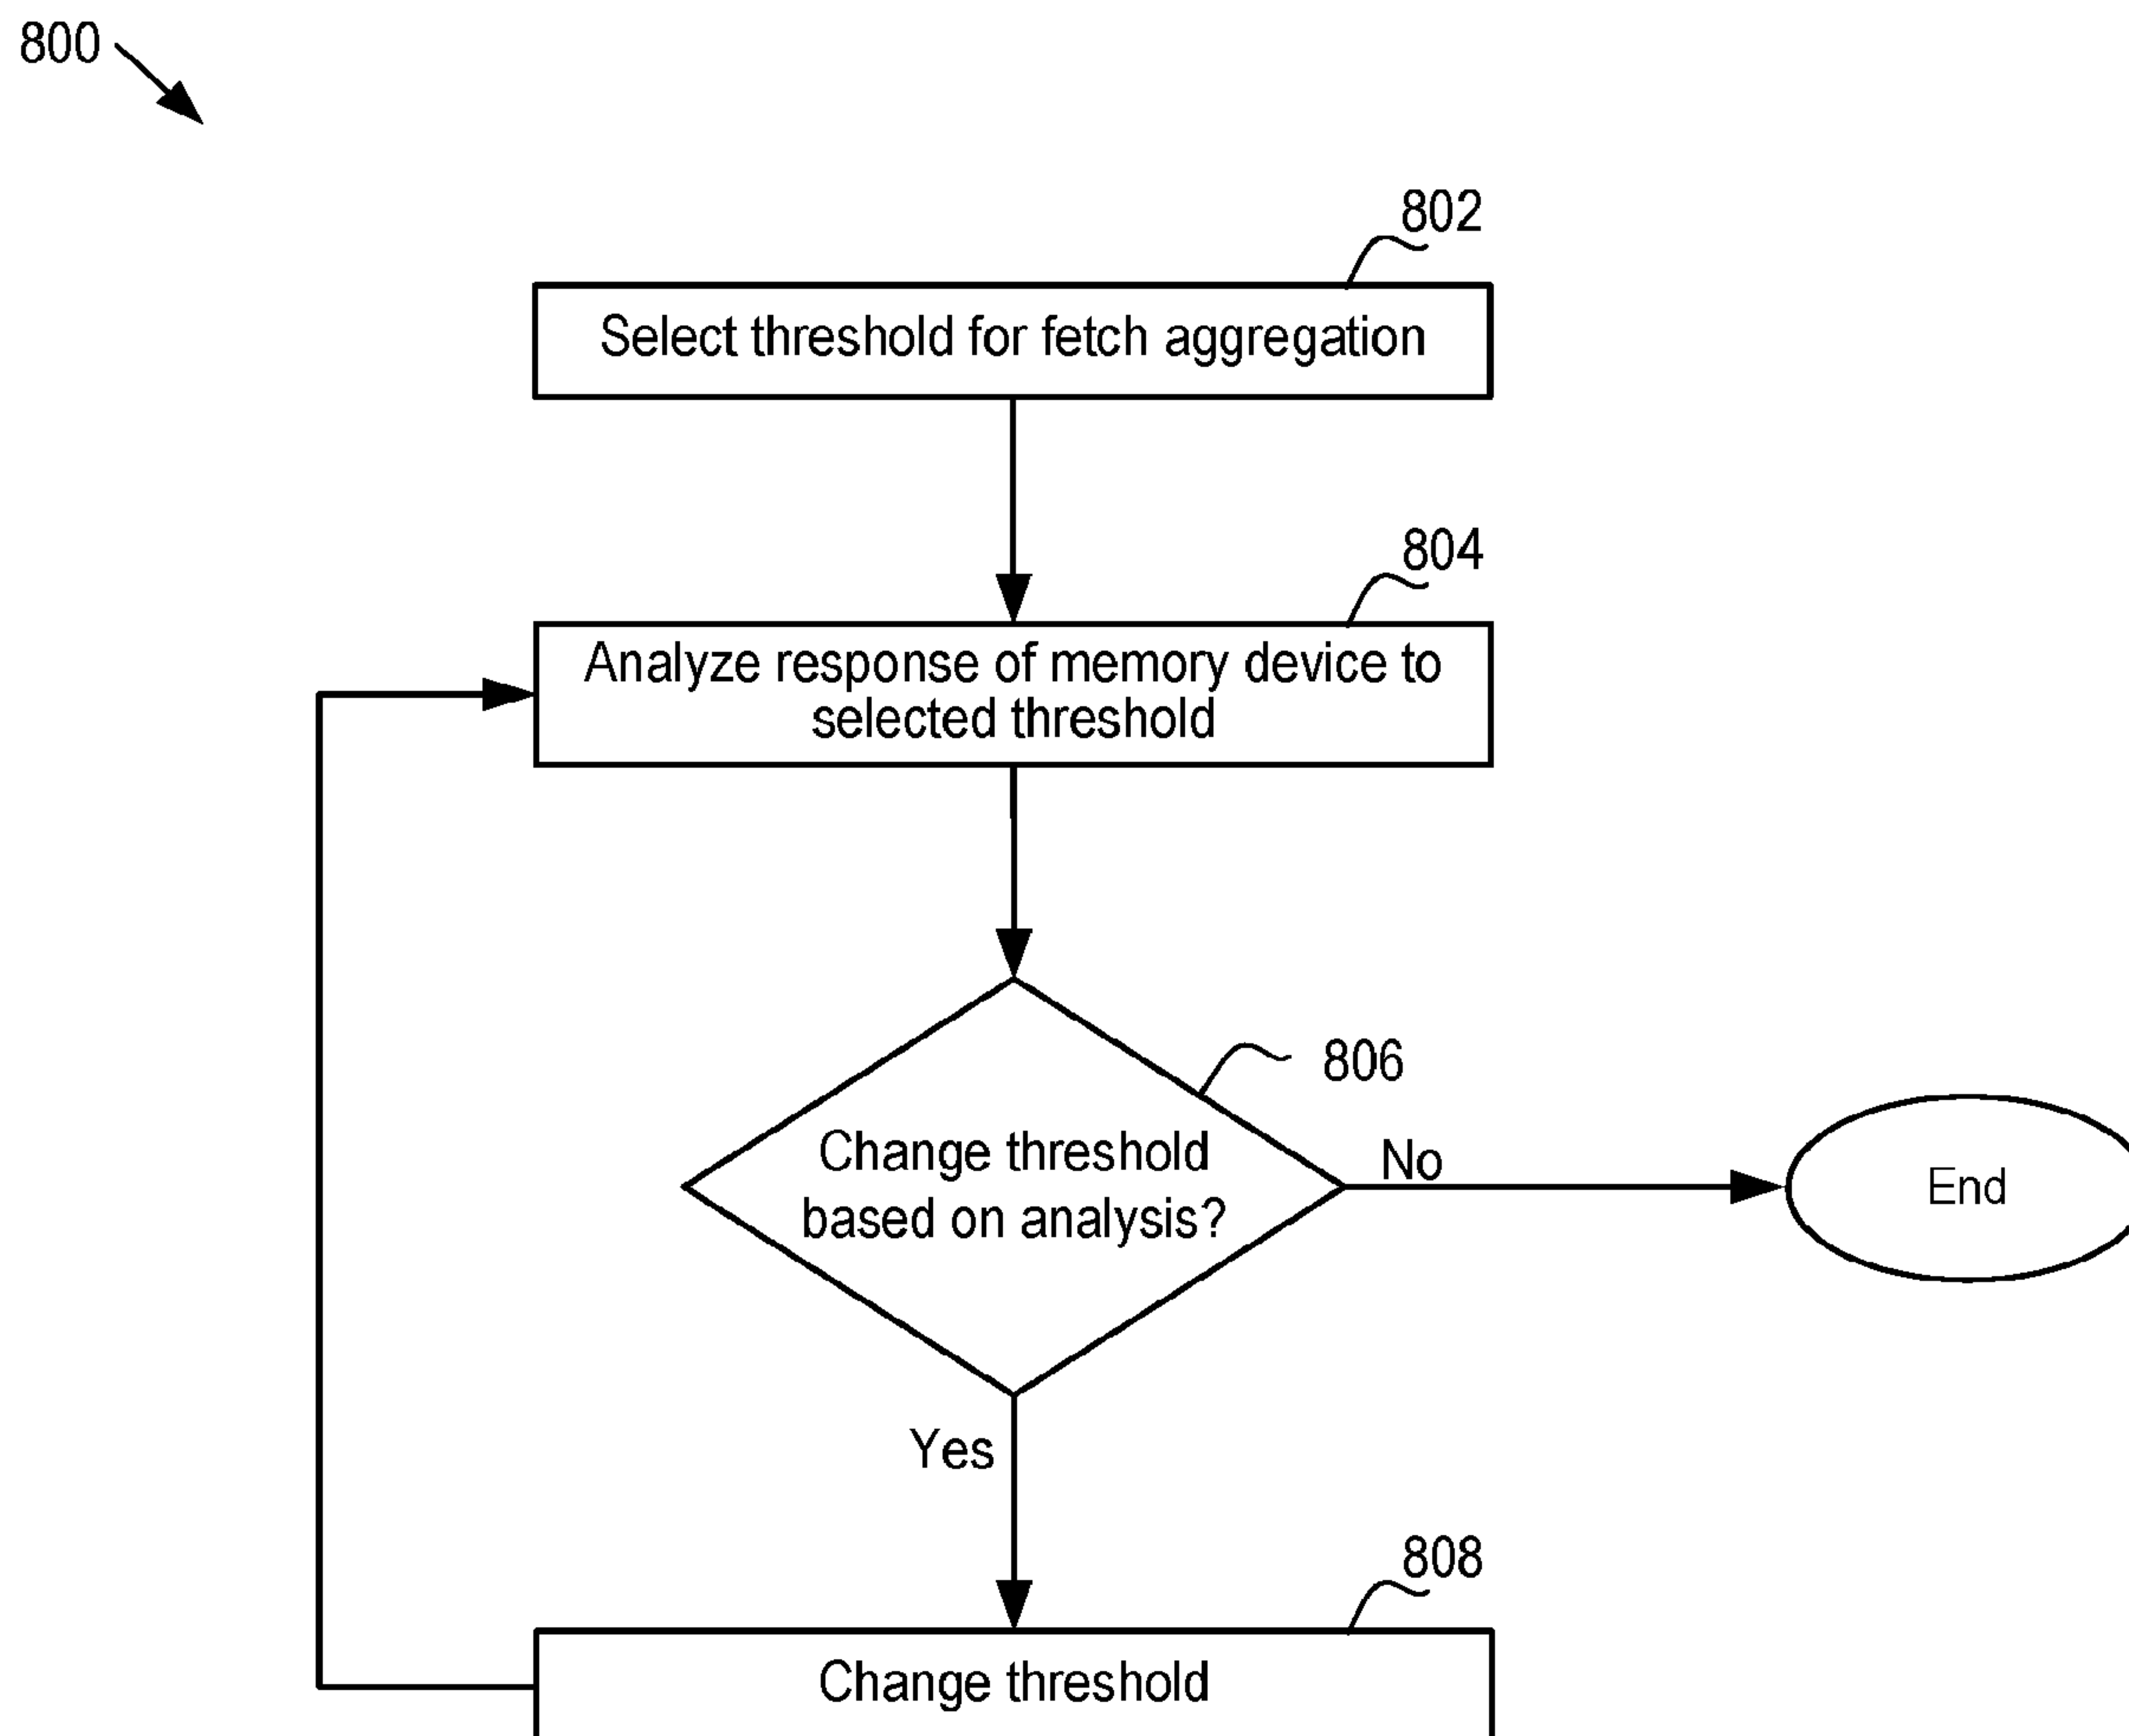 800
802
Select threshold for fetch aggregation
804
Analyze response of memory device to
selected threshold
806
Change threshold
based on analysis?
No
End
Yes
808
Change threshold